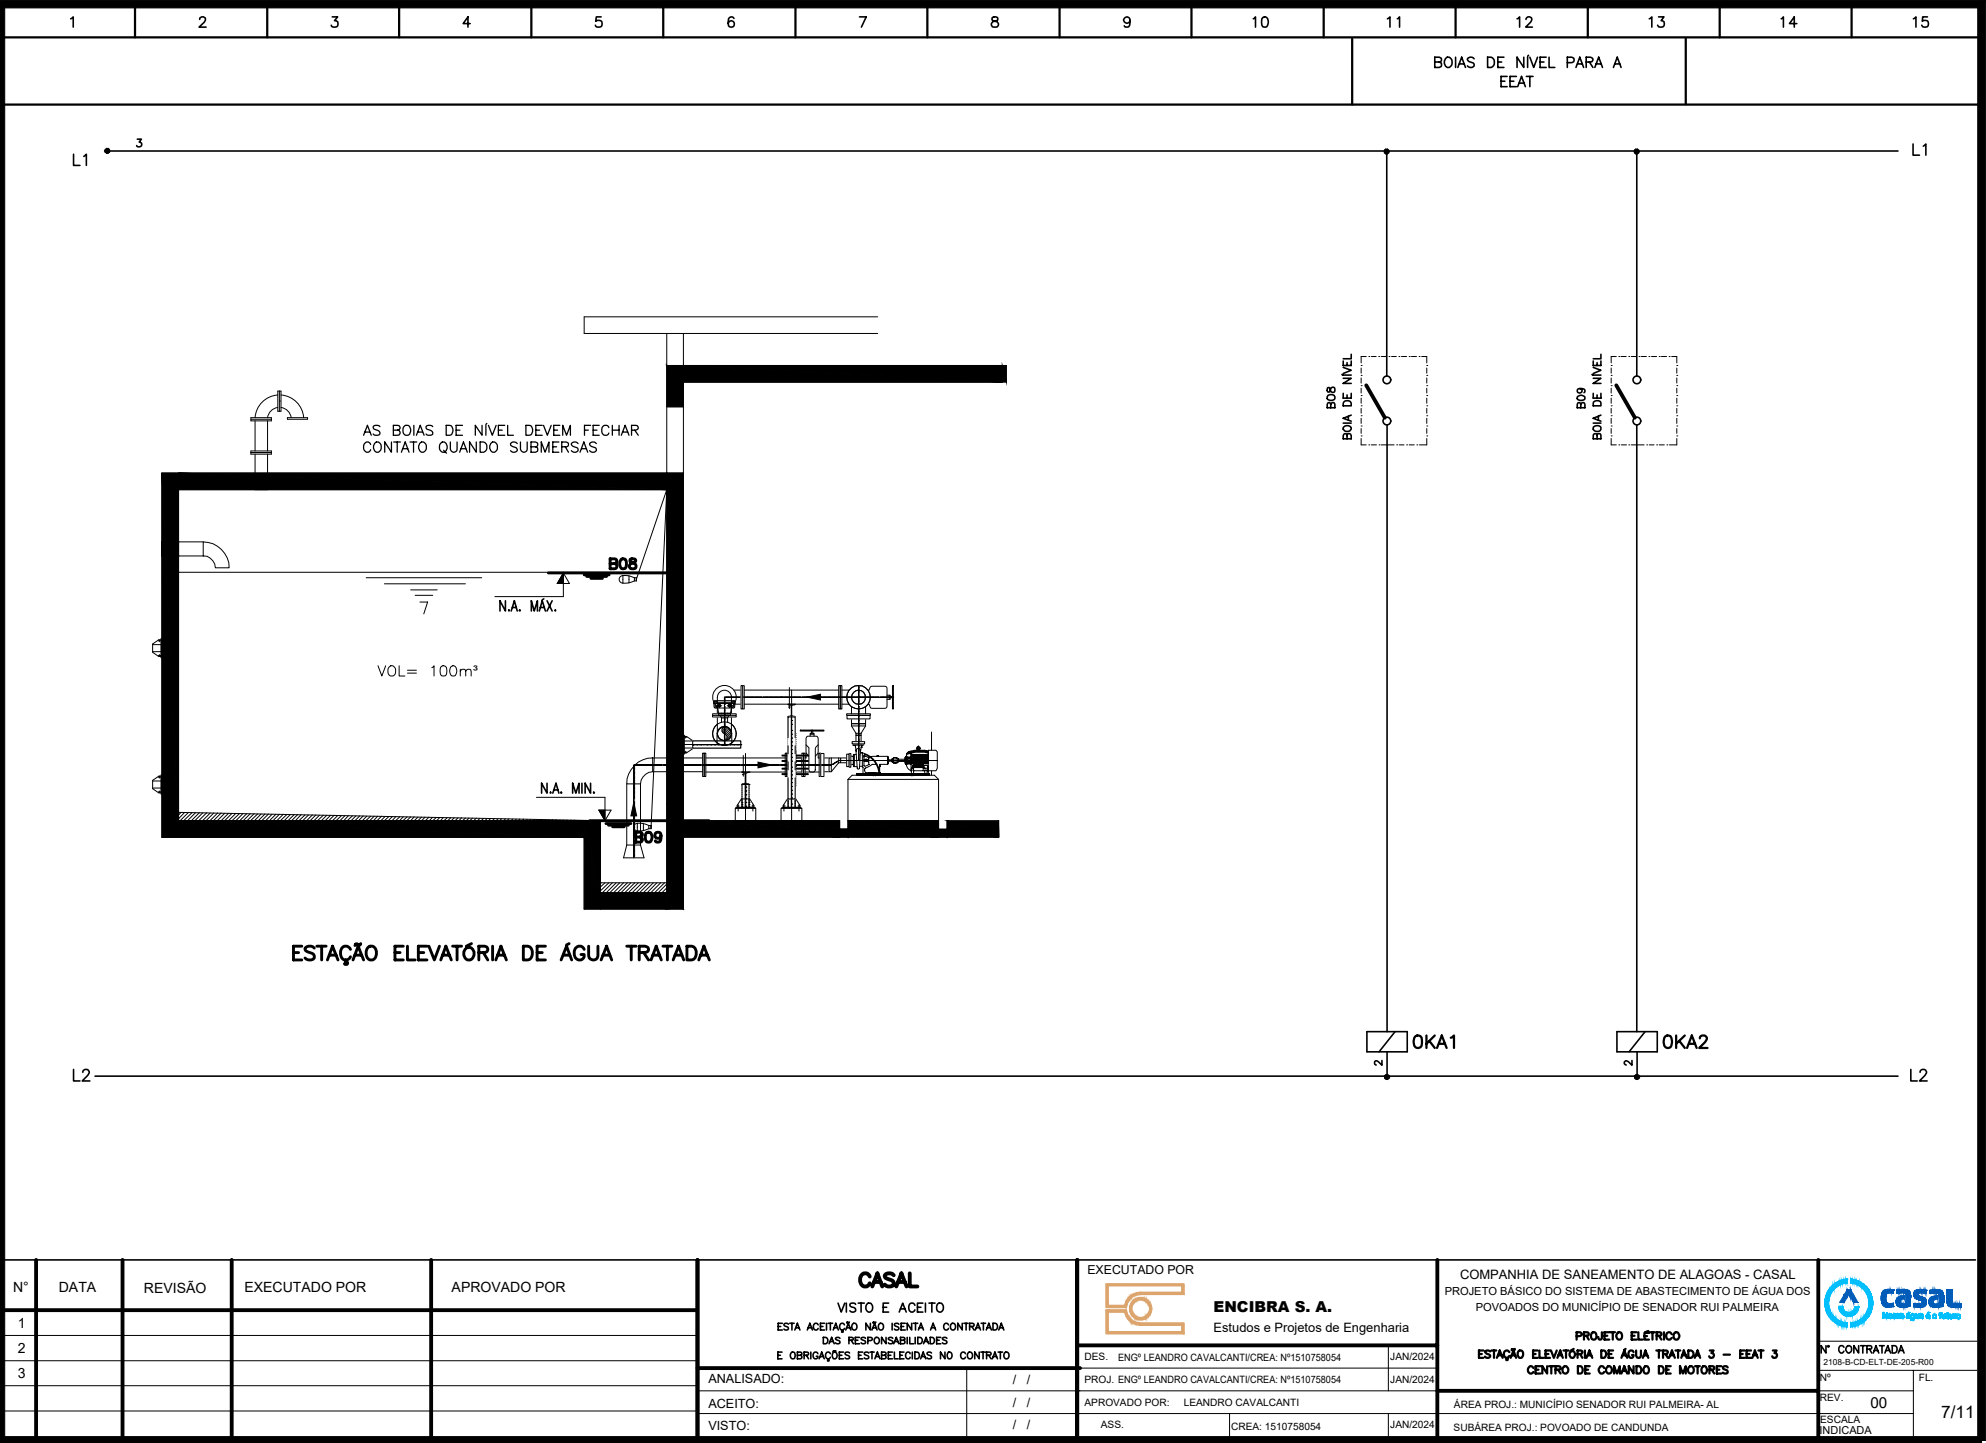 1 2 3 4 5 6 7 8 9 10 11 12 13 14 15
BOIAS DE NÍVEL PARA A
EEAT
L1
3
L1
AS BOIAS DE NÍVEL DEVEM FECHAR
CONTATO QUANDO SUBMERSAS
B08
BOIA DE NIVEL
B09
BOIA DE NIVEL
B08
N.A. MÁX.
7
VOL= 100m³
N.A. MIN.
B09
ESTAÇÃO ELEVATÓRIA DE ÁGUA TRATADA
0KA1
2
0KA2
2
L2
L2
N° DATA REVISÃO EXECUTADO POR APROVADO POR
1
2
3
CASAL
VISTO E ACEITO
ESTA ACEITAÇÃO NÃO ISENTA A CONTRATADA
DAS RESPONSABILIDADES
E OBRIGAÇÕES ESTABELECIDAS NO CONTRATO
ANALISADO: / /
ACEITO: / /
VISTO: / /
EXECUTADO POR
ENCIBRA S. A.
Estudos e Projetos de Engenharia
DES. ENGº LEANDRO CAVALCANTI/CREA: Nº1510758054 JAN/2024
PROJ. ENGº LEANDRO CAVALCANTI/CREA: Nº1510758054 JAN/2024
APROVADO POR: LEANDRO CAVALCANTI
ASS. CREA: 1510758054 JAN/2024
COMPANHIA DE SANEAMENTO DE ALAGOAS - CASAL
PROJETO BÁSICO DO SISTEMA DE ABASTECIMENTO DE ÁGUA DOS
POVOADOS DO MUNICÍPIO DE SENADOR RUI PALMEIRA
PROJETO ELÉTRICO
ESTAÇÃO ELEVATÓRIA DE ÁGUA TRATADA 3 – EEAT 3
CENTRO DE COMANDO DE MOTORES
ÁREA PROJ.: MUNICÍPIO SENADOR RUI PALMEIRA- AL
SUBÁREA PROJ.: POVOADO DE CANDUNDA
casal
N° CONTRATADA
2108-B-CD-ELT-DE-205-R00
Nº
FL.
REV. 00
7/11
ESCALA
INDICADA